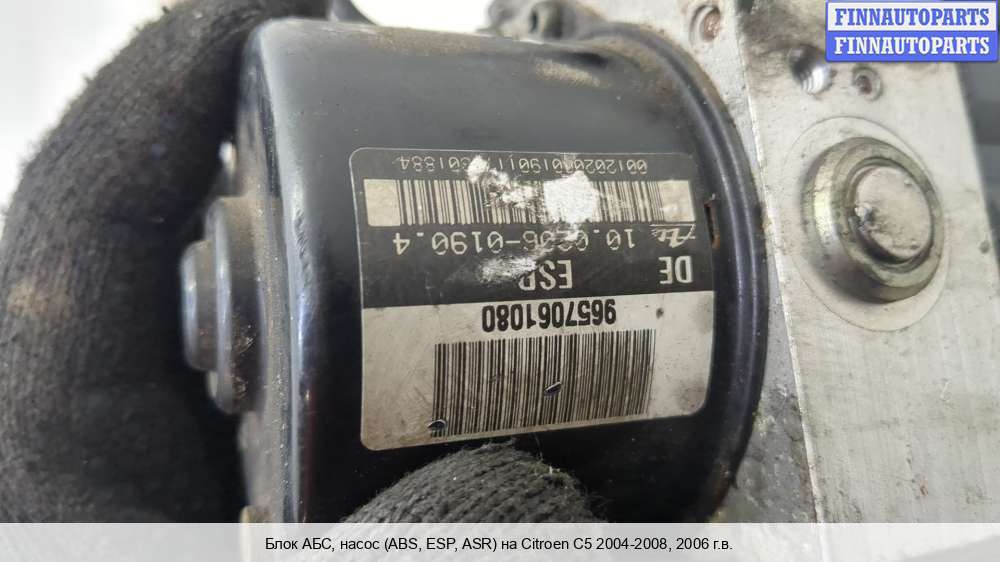 FINNAUTOPARTS
FINNAUTOPARTS
9657061080
DE ESP
10.0206-0190.4
Блок АБС, насос (ABS, ESP, ASR) на Citroen C5 2004-2008, 2006 г.в.